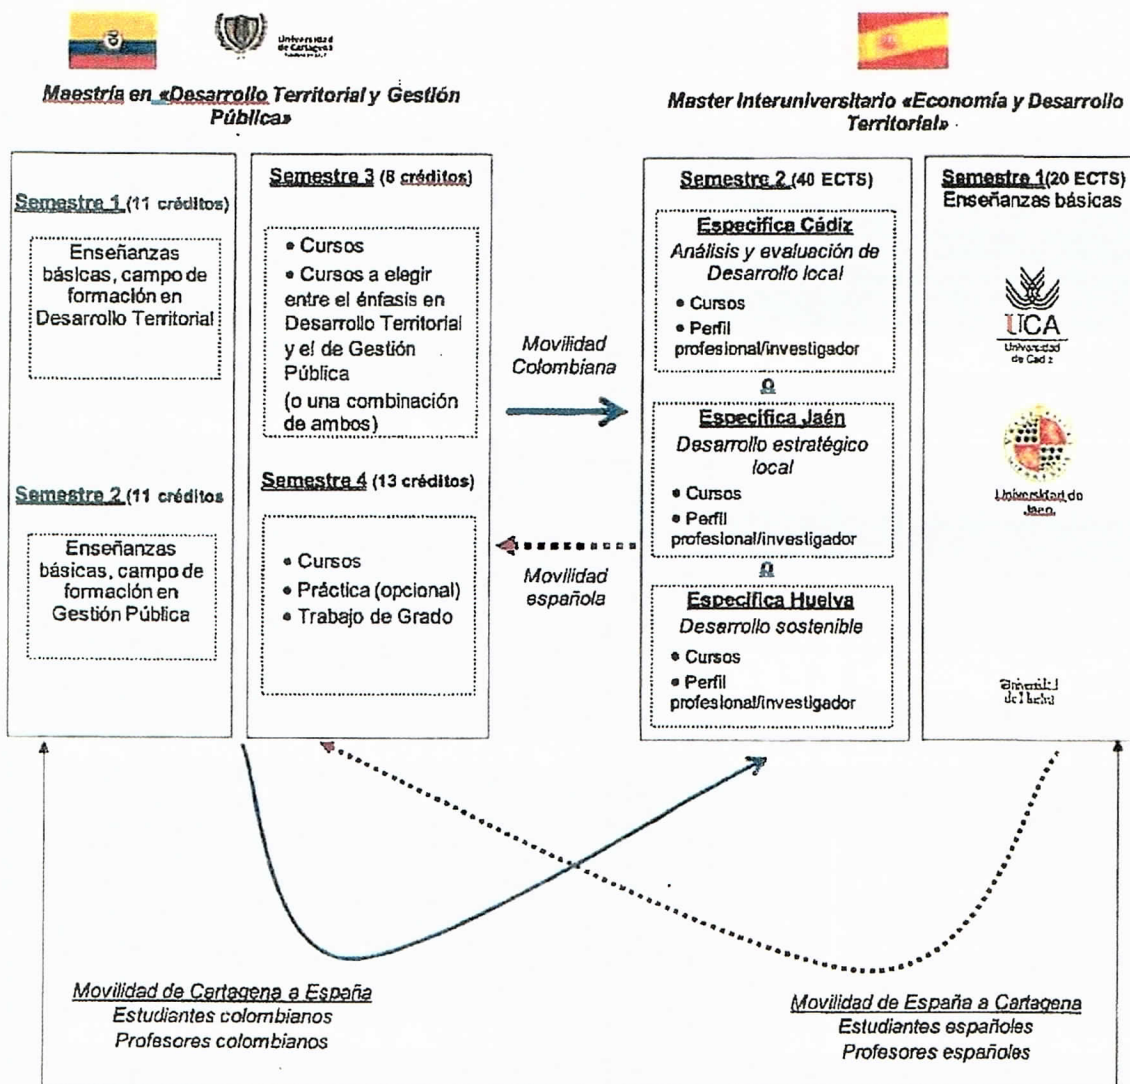 Universidad
de Cartagena
Maestría en «Desarrollo Territorial y Gestión
Pública»
Semestre 1 (11 créditos)
Enseñanzas
básicas, campo de
formación en
Desarrollo Territorial
Semestre 2 (11 créditos
Enseñanzas
básicas, campo de
formación en
Gestión Pública
Semestre 3 (8 créditos)
• Cursos
• Cursos a elegir
entre el énfasis en
Desarrollo Territorial
y el de Gestión
Pública
(o una combinación
de ambos)
Semestre 4 (13 créditos)
• Cursos
• Práctica (opcional)
• Trabajo de Grado
Movilidad
Colombiana
Movilidad
española
Master Interuniversitario «Economía y Desarrollo
Territorial»
Semestre 2 (40 ECTS)
Especifica Cádiz
Análisis y evaluación de
Desarrollo local
• Cursos
• Perfil
profesional/investigador
O
Especifica Jaén
Desarrollo estratégico
local
• Cursos
• Perfil
profesional/investigador
O
Especifica Huelva
Desarrollo sostenible
• Cursos
• Perfil
profesional/investigador
Semestre 1(20 ECTS)
Enseñanzas básicas
UCA
Universidad
de Cadiz
Universidad de
Jaen
Movilidad de Cartagena a España
Estudiantes colombianos
Profesores colombianos
Movilidad de España a Cartagena
Estudiantes españoles
Profesores españoles